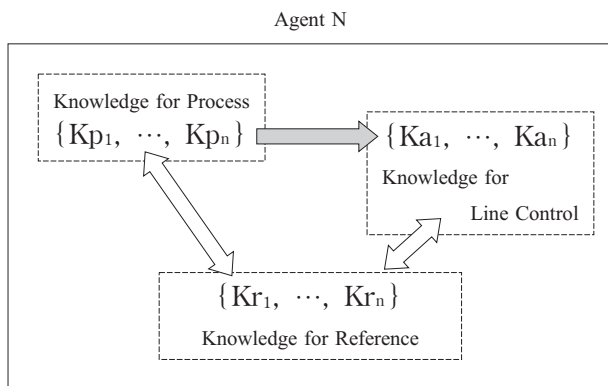 Agent N
Knowledge for Process
{Kp₁, ⋯, Kpₙ}
{Ka₁, ⋯, Kaₙ}
Knowledge for
Line Control
{Kr₁, ⋯, Krₙ}
Knowledge for Reference